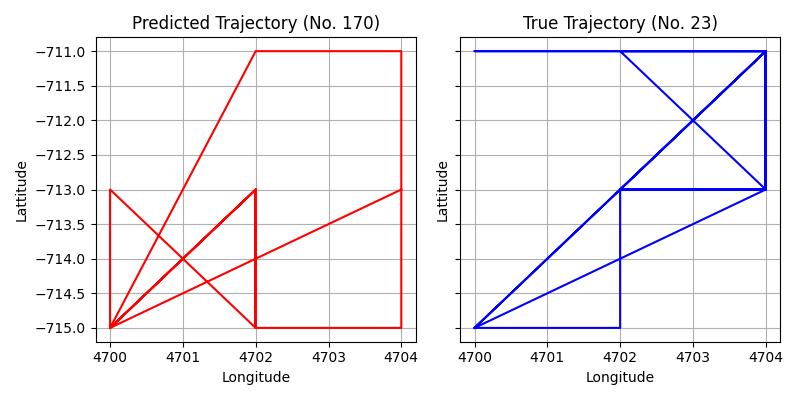 Predicted Trajectory (No. 170)
Lattitude
−711.0
−711.5
−712.0
−712.5
−713.0
−713.5
−714.0
−714.5
−715.0
4700 4701 4702 4703 4704
Longitude
True Trajectory (No. 23)
Lattitude
4700 4701 4702 4703 4704
Longitude